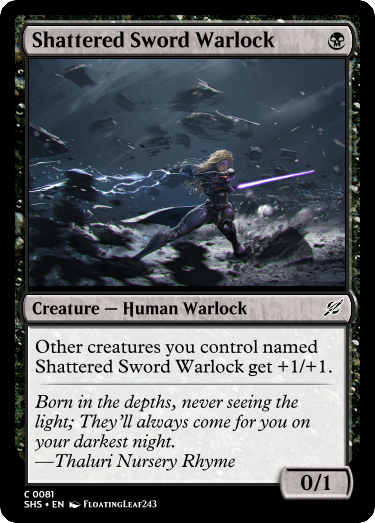 Shattered Sword Warlock
Creature — Human Warlock
Other creatures you control named
Shattered Sword Warlock get +1/+1.
Born in the depths, never seeing the
light; They'll always come for you on
your darkest night.
—Thaluri Nursery Rhyme
0/1
C 0081
SHS • EN FloatingLeaf243